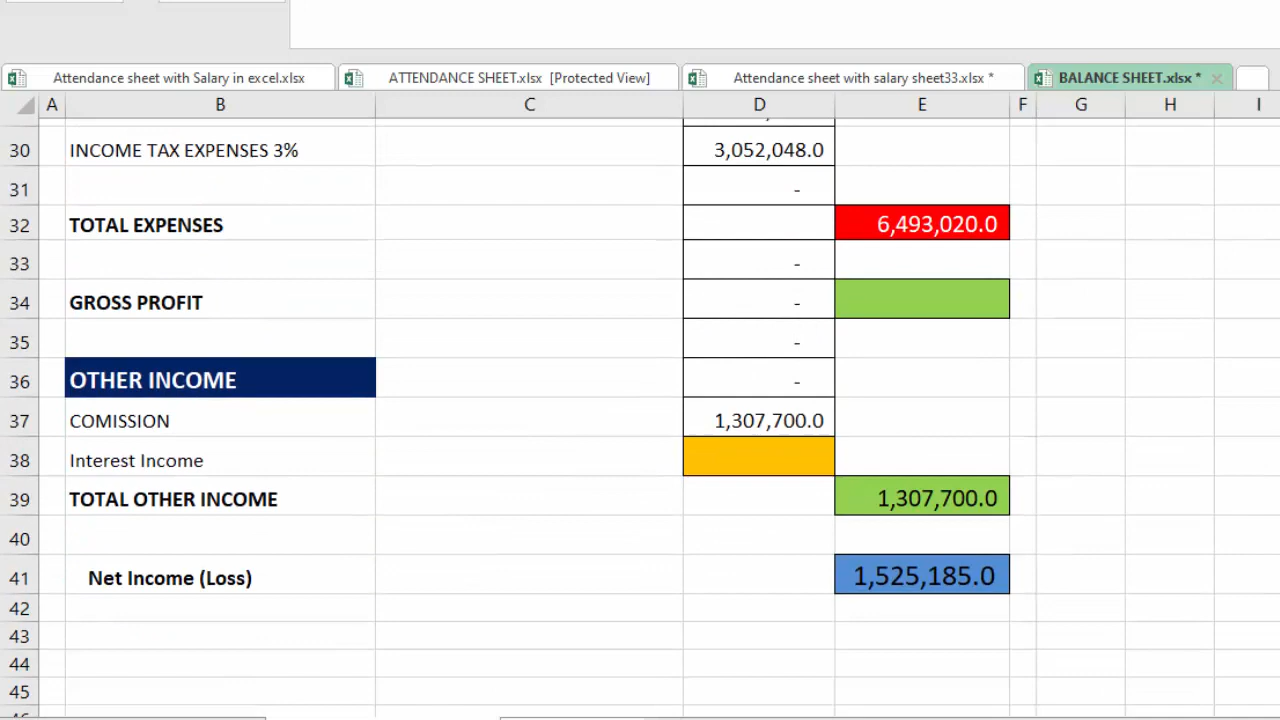 Attendance sheet with Salary in excel.xlsx ATTENDANCE SHEET.xlsx [Protected View] Attendance sheet with salary sheet33.xlsx * BALANCE SHEET.xlsx *
A B C D E F G H I
30 INCOME TAX EXPENSES 3% 3,052,048.0
31 -
32 TOTAL EXPENSES 6,493,020.0
33 -
34 GROSS PROFIT -
35 -
36 OTHER INCOME -
37 COMISSION 1,307,700.0
38 Interest Income
39 TOTAL OTHER INCOME 1,307,700.0
40
41 Net Income (Loss) 1,525,185.0
42
43
44
45